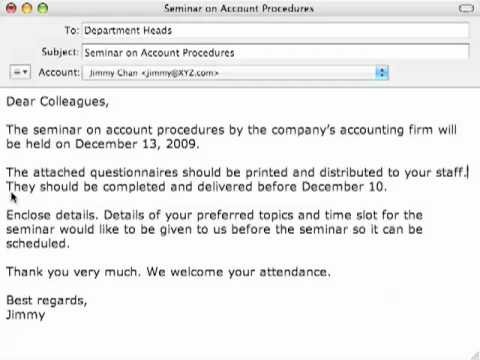 Seminar on Account Procedures
To: Department Heads
Subject: Seminar on Account Procedures
Account: Jimmy Chan <jimmy@XYZ.com>
Dear Colleagues,
The seminar on account procedures by the company's accounting firm will
be held on December 13, 2009.
The attached questionnaires should be printed and distributed to your staff.
They should be completed and delivered before December 10.
Enclose details. Details of your preferred topics and time slot for the
seminar would like to be given to us before the seminar so it can be
scheduled.
Thank you very much. We welcome your attendance.
Best regards,
Jimmy